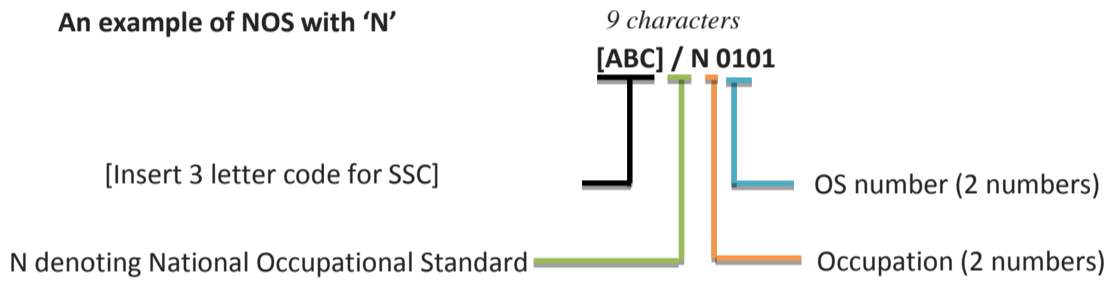 An example of NOS with ‘N’
9 characters
[ABC] / N 0101
[Insert 3 letter code for SSC]
OS number (2 numbers)
N denoting National Occupational Standard
Occupation (2 numbers)